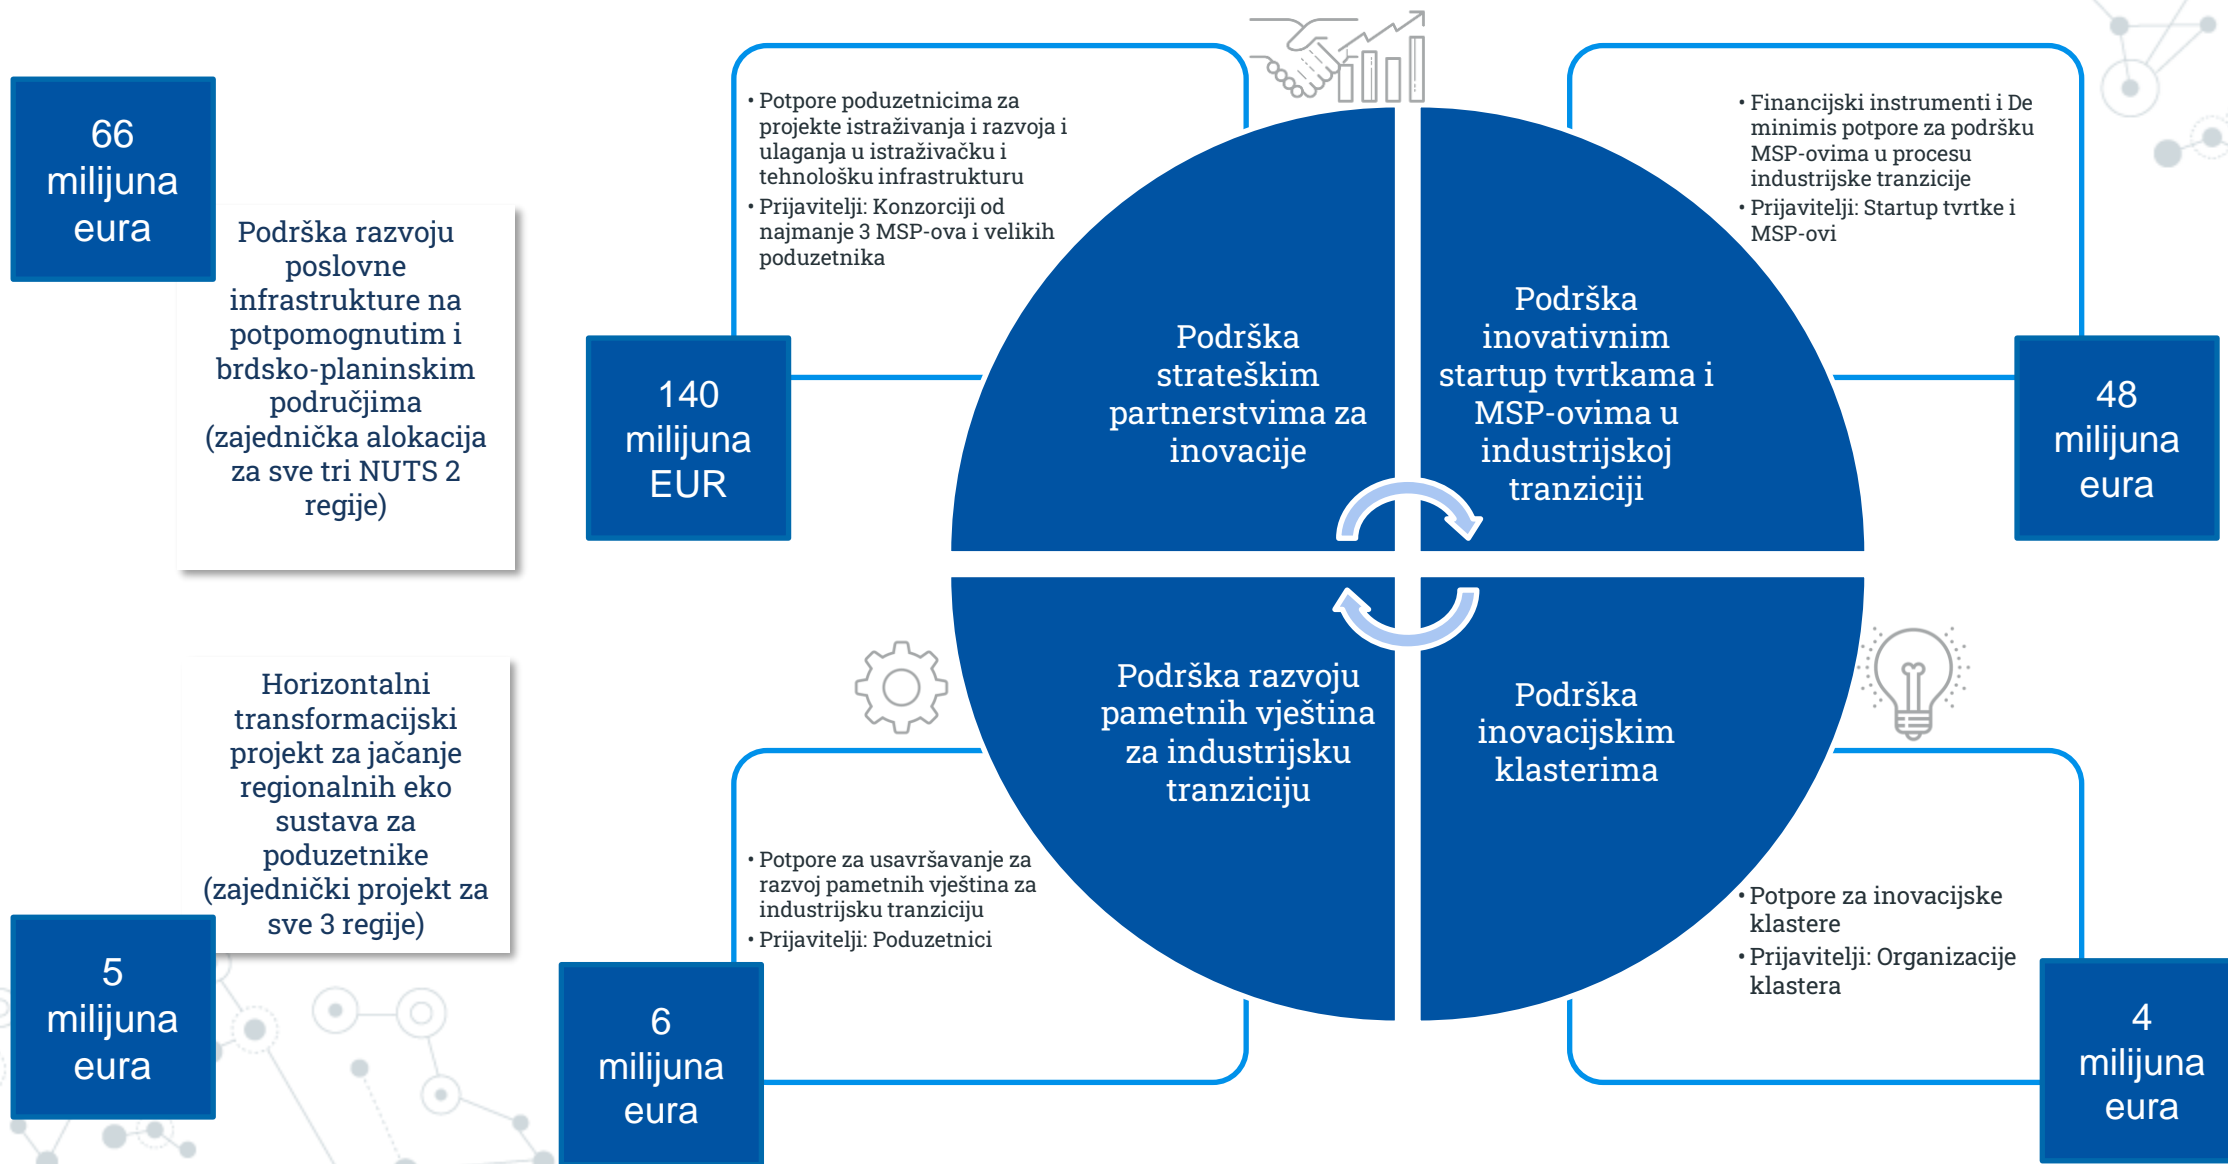 66
milijuna
eura
Podrška razvoju
poslovne
infrastrukture na
potpomognutim i
brdsko-planinskim
područjima
(zajednička alokacija
za sve tri NUTS 2
regije)
Horizontalni
transformacijski
projekt za jačanje
regionalnih eko
sustava za
poduzetnike
(zajednički projekt za
sve 3 regije)
5
milijuna
eura
• Potpore poduzetnicima za
projekte istraživanja i razvoja i
ulaganja u istraživačku i
tehnološku infrastrukturu
• Prijavitelji: Konzorciji od
najmanje 3 MSP-ova i velikih
poduzetnika
140
milijuna
EUR
Podrška
strateškim
partnerstvima za
inovacije
Podrška
inovativnim
startup tvrtkama i
MSP-ovima u
industrijskoj
tranziciji
• Financijski instrumenti i De
minimis potpore za podršku
MSP-ovima u procesu
industrijske tranzicije
• Prijavitelji: Startup tvrtke i
MSP-ovi
48
milijuna
eura
Podrška razvoju
pametnih vještina
za industrijsku
tranziciju
• Potpore za usavršavanje za
razvoj pametnih vještina za
industrijsku tranziciju
• Prijavitelji: Poduzetnici
6
milijuna
eura
Podrška
inovacijskim
klasterima
• Potpore za inovacijske
klastere
• Prijavitelji: Organizacije
klastera
4
milijuna
eura